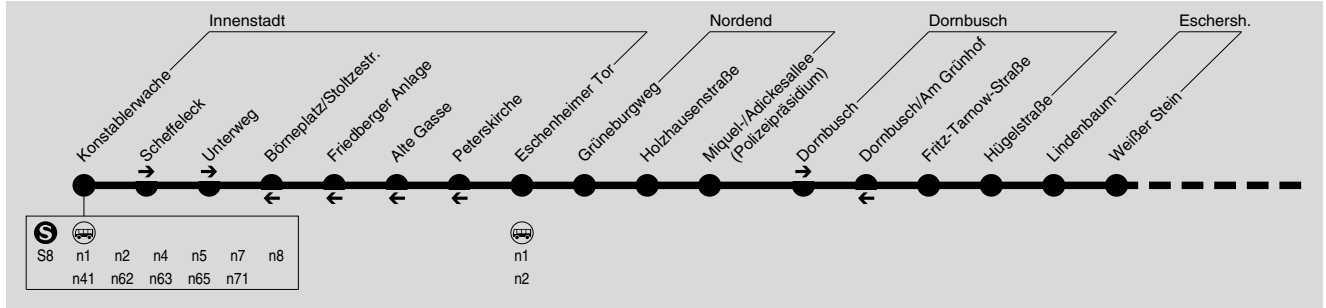 Innenstadt
Nordend
Dornbusch
Eschersh.
Konstablerwache
Scheffeleck
Unterweg
Börneplatz/Stoltzestr.
Friedberger Anlage
Alte Gasse
Peterskirche
Eschenheimer Tor
Grüneburgweg
Holzhausenstraße
Miquel-/Adickesallee
(Polizeipräsidium)
Dornbusch
Dornbusch/Am Grünhof
Fritz-Tarnow-Straße
Hügelstraße
Lindenbaum
Weißer Stein
S
S8 n1 n2 n4 n5 n7 n8
n41 n62 n63 n65 n71
n1
n2